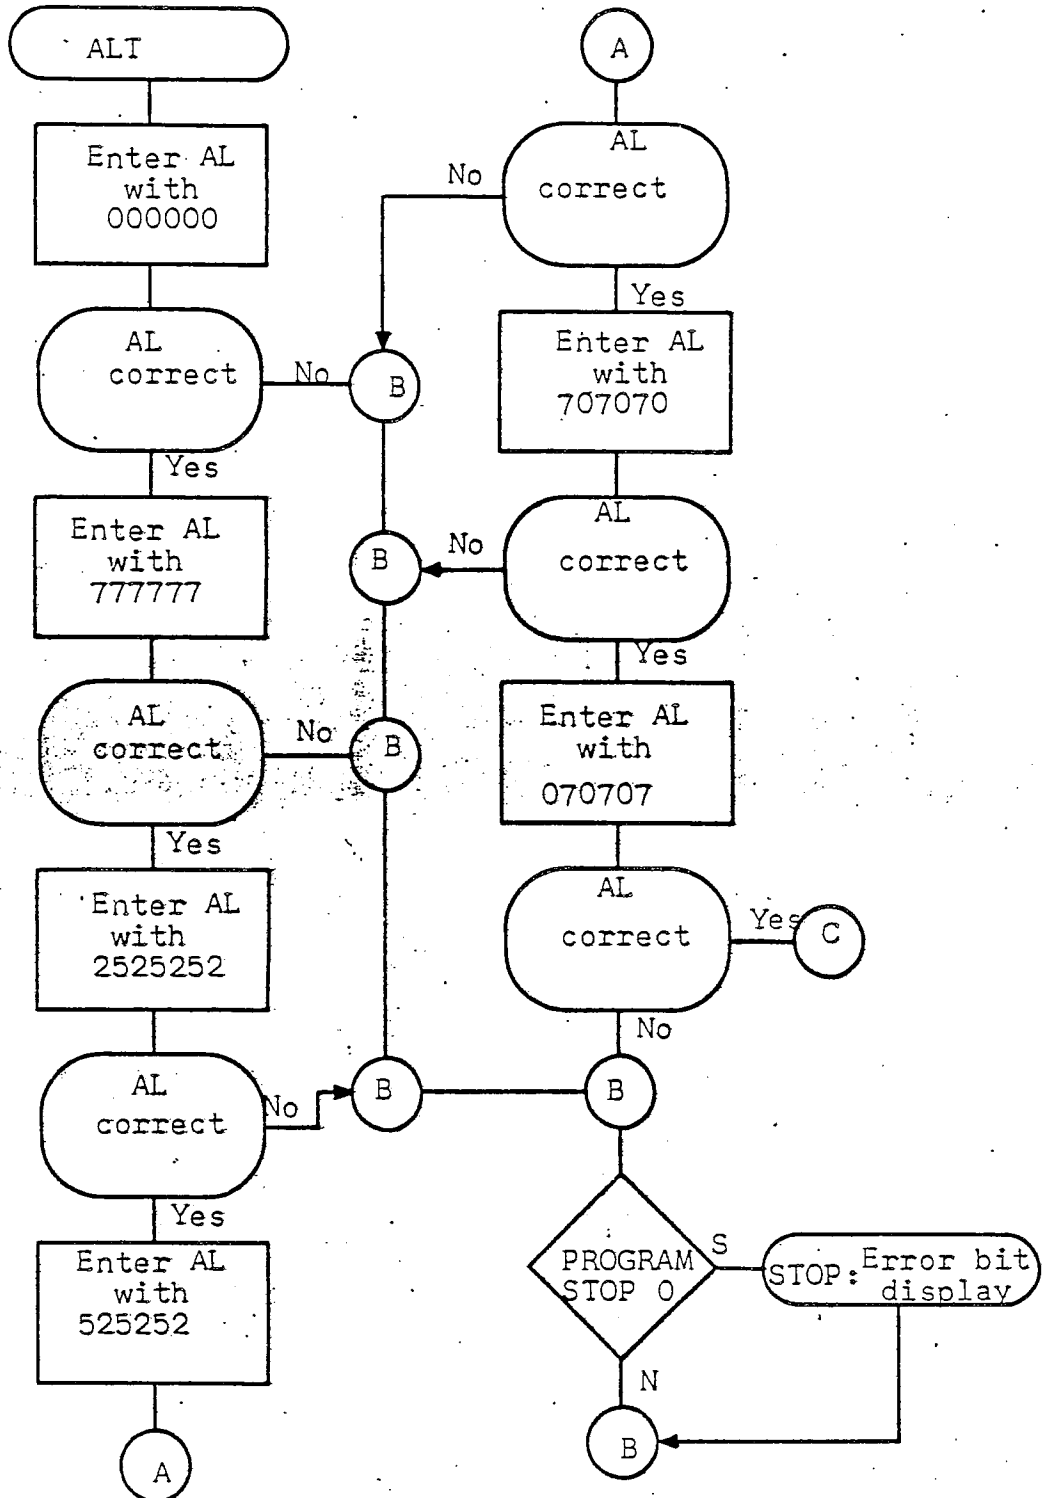 ALT
Enter AL
with
000000
AL
correct
No
B
Yes
Enter AL
with
777777
B
AL
correct
No
B
Yes
Enter AL
with
2525252
AL
correct
No
B
Yes
Enter AL
with
525252
A
A
AL
correct
No
Yes
Enter AL
with
707070
AL
correct
No
Yes
Enter AL
with
070707
AL
correct
Yes
C
No
B
PROGRAM
STOP 0
S
STOP: Error bit
display
N
B